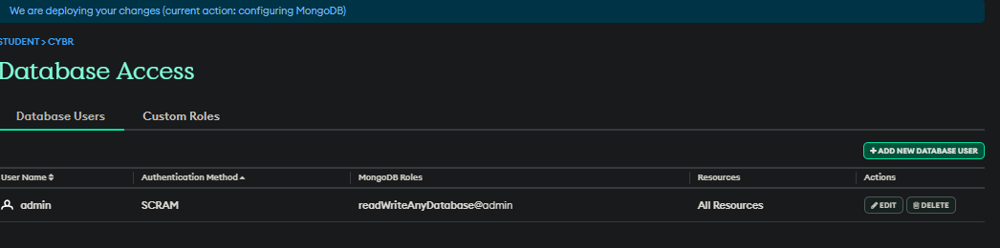 We are deploying your changes (current action: configuring MongoDB)
STUDENT > CYBR
Database Access
Database Users Custom Roles
+ ADD NEW DATABASE USER
User Name Authentication Method MongoDB Roles Resources Actions
admin SCRAM readWriteAnyDatabase@admin All Resources EDIT DELETE